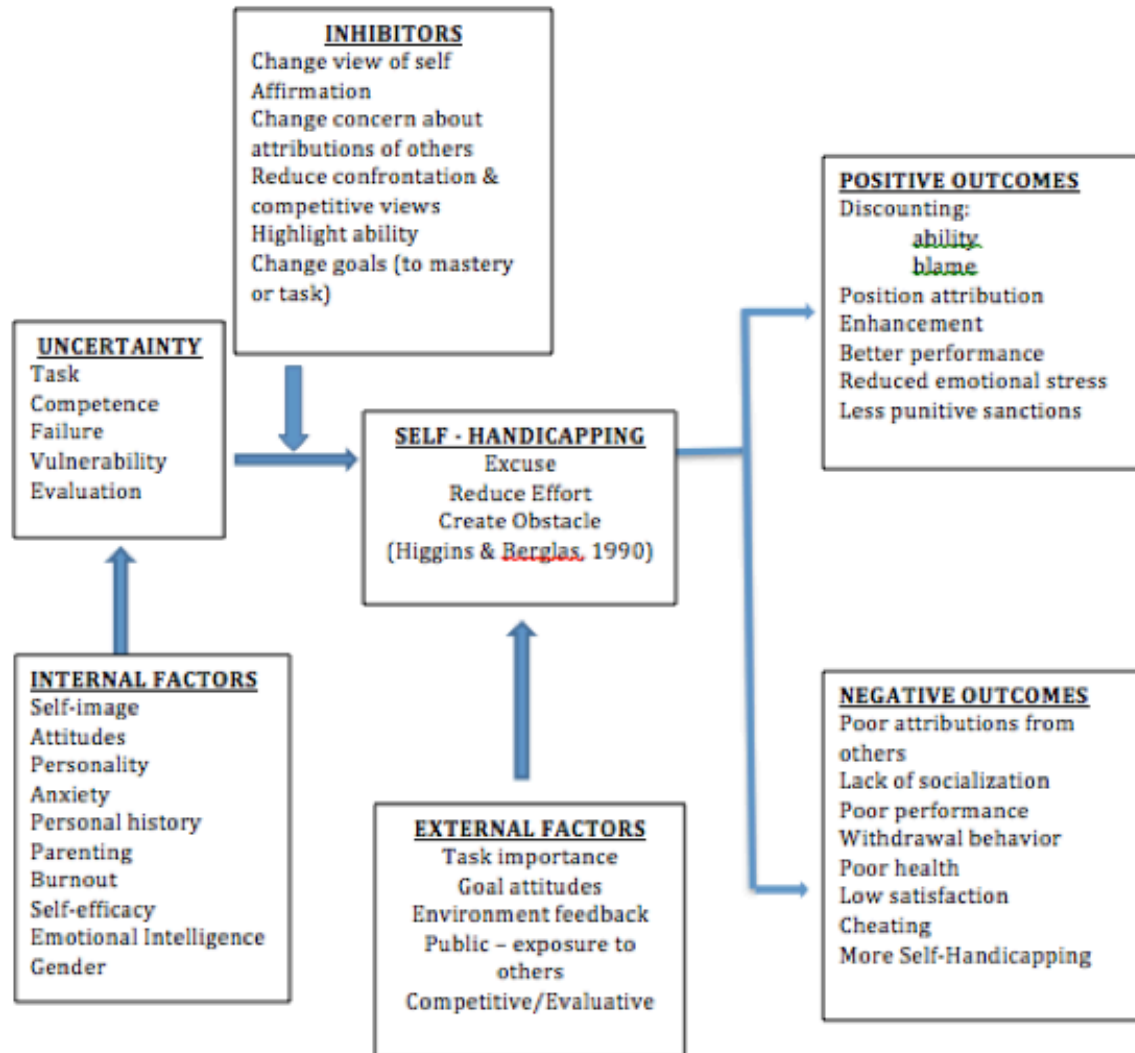 INHIBITORS
Change view of self
Affirmation
Change concern about
attributions of others
Reduce confrontation &
competitive views
Highlight ability
Change goals (to mastery
or task)
UNCERTAINTY
Task
Competence
Failure
Vulnerability
Evaluation
SELF - HANDICAPPING
Excuse
Reduce Effort
Create Obstacle
(Higgins & Berglas, 1990)
POSITIVE OUTCOMES
Discounting:
ability
blame
Position attribution
Enhancement
Better performance
Reduced emotional stress
Less punitive sanctions
INTERNAL FACTORS
Self-image
Attitudes
Personality
Anxiety
Personal history
Parenting
Burnout
Self-efficacy
Emotional Intelligence
Gender
EXTERNAL FACTORS
Task importance
Goal attitudes
Environment feedback
Public – exposure to
others
Competitive/Evaluative
NEGATIVE OUTCOMES
Poor attributions from
others
Lack of socialization
Poor performance
Withdrawal behavior
Poor health
Low satisfaction
Cheating
More Self-Handicapping